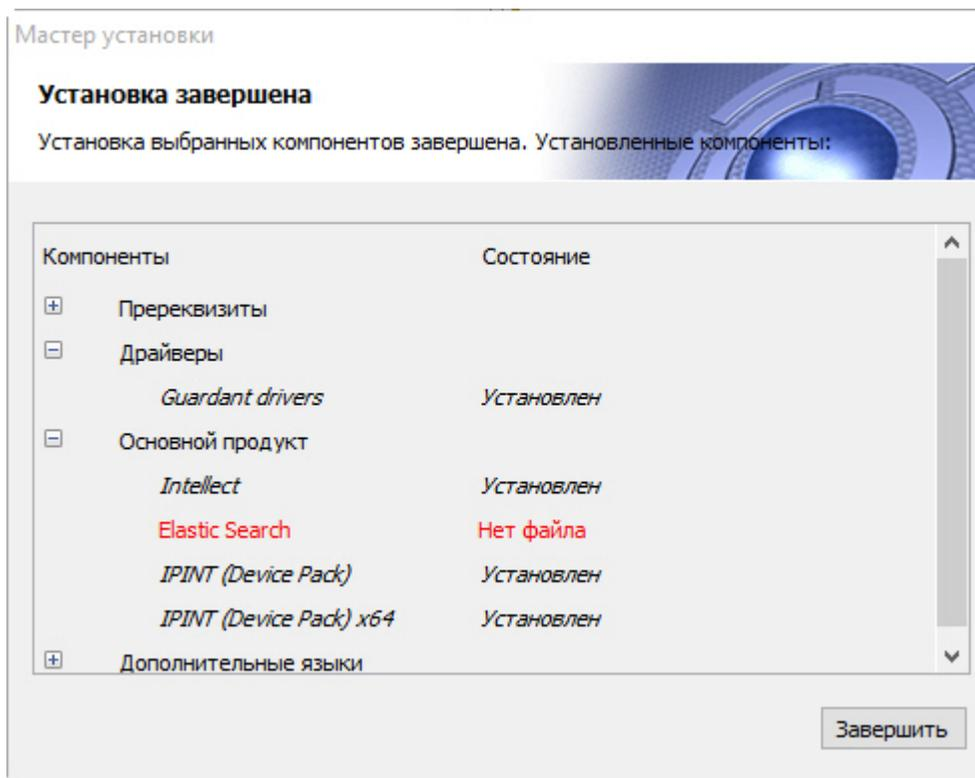 Мастер установки
Установка завершена
Установка выбранных компонентов завершена. Установленные компоненты:
Компоненты Состояние
Пререквизиты
Драйверы
Guardant drivers Установлен
Основной продукт
Intellect Установлен
Elastic Search Нет файла
IPINT (Device Pack) Установлен
IPINT (Device Pack) x64 Установлен
Дополнительные языки
Завершить